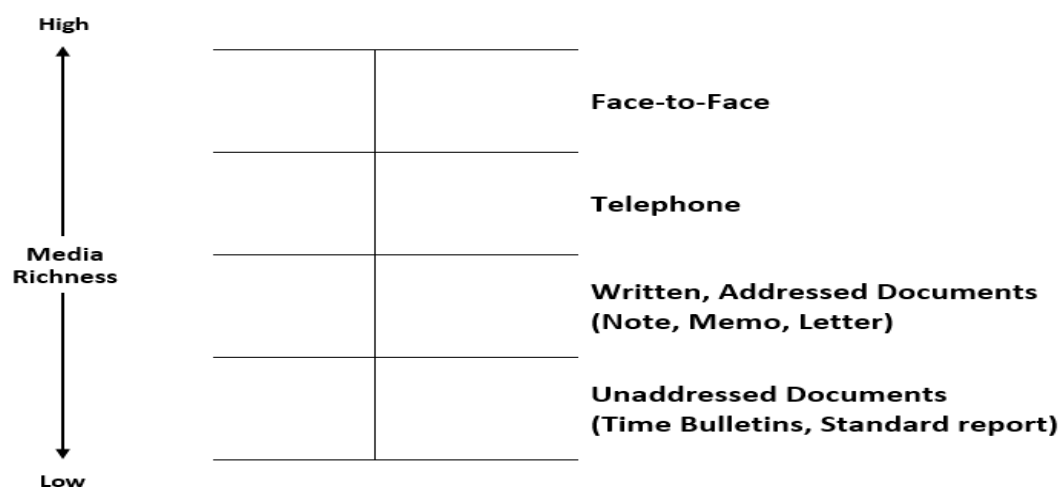 High
Face-to-Face
Telephone
Media
Richness
Written, Addressed Documents
(Note, Memo, Letter)
Unaddressed Documents
(Time Bulletins, Standard report)
Low